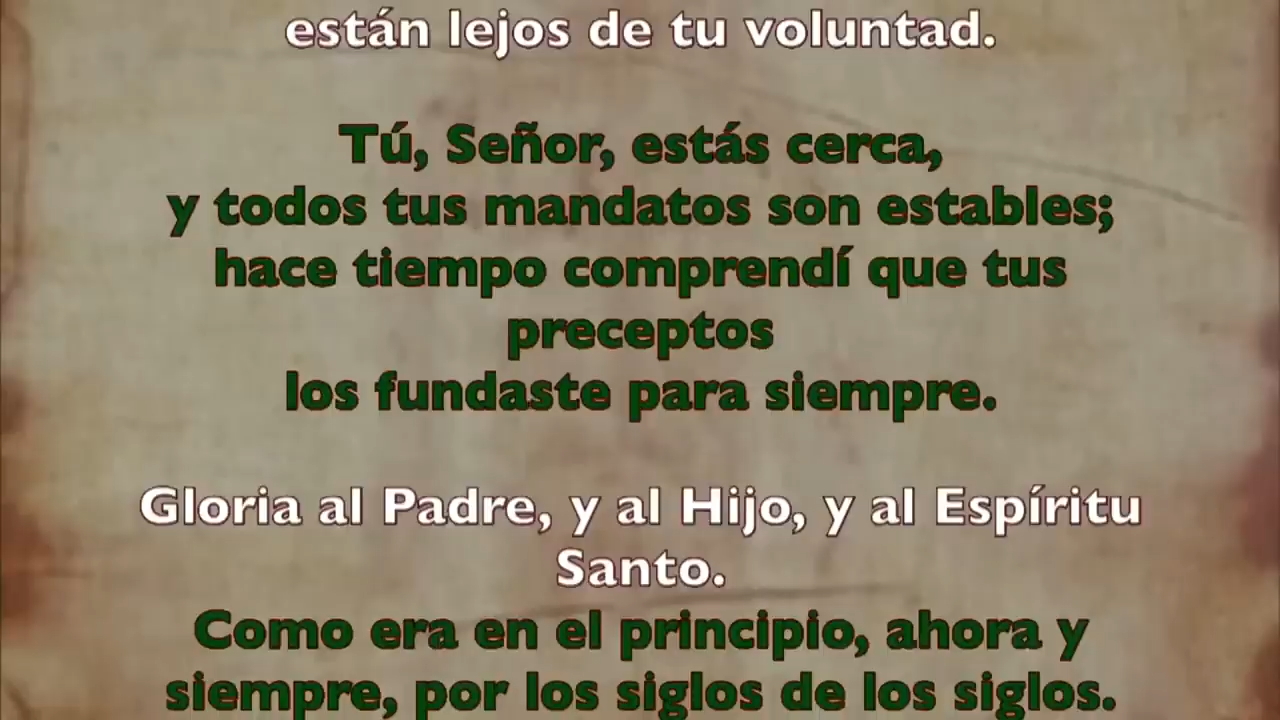 están lejos de tu voluntad.
Tú, Señor, estás cerca,
y todos tus mandatos son estables;
hace tiempo comprendí que tus
preceptos
los fundaste para siempre.
Gloria al Padre, y al Hijo, y al Espíritu
Santo.
Como era en el principio, ahora y
siempre, por los siglos de los siglos.